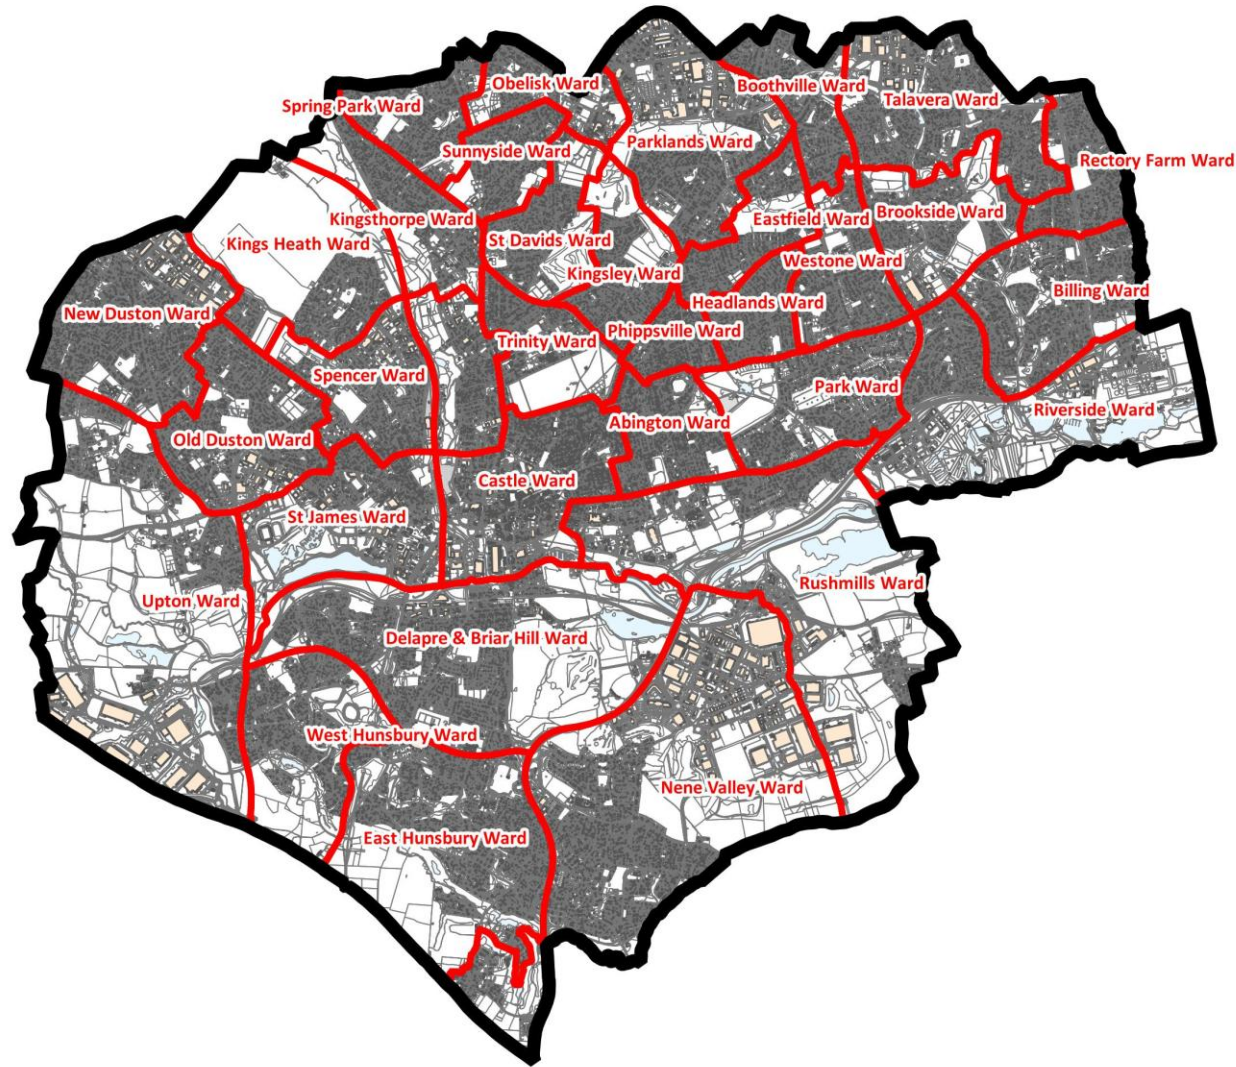 Obelisk Ward
Boothville Ward
Spring Park Ward
Talavera Ward
Sunnyside Ward
Parklands Ward
Rectory Farm Ward
Kingsthorpe Ward
Eastfield Ward
Brookside Ward
Kings Heath Ward
St Davids Ward
Kingsley Ward
Westone Ward
Billing Ward
New Duston Ward
Headlands Ward
Phippsville Ward
Trinity Ward
Spencer Ward
Park Ward
Riverside Ward
Abington Ward
Old Duston Ward
Castle Ward
St James Ward
Rushmills Ward
Upton Ward
Delapre & Briar Hill Ward
West Hunsbury Ward
Nene Valley Ward
East Hunsbury Ward